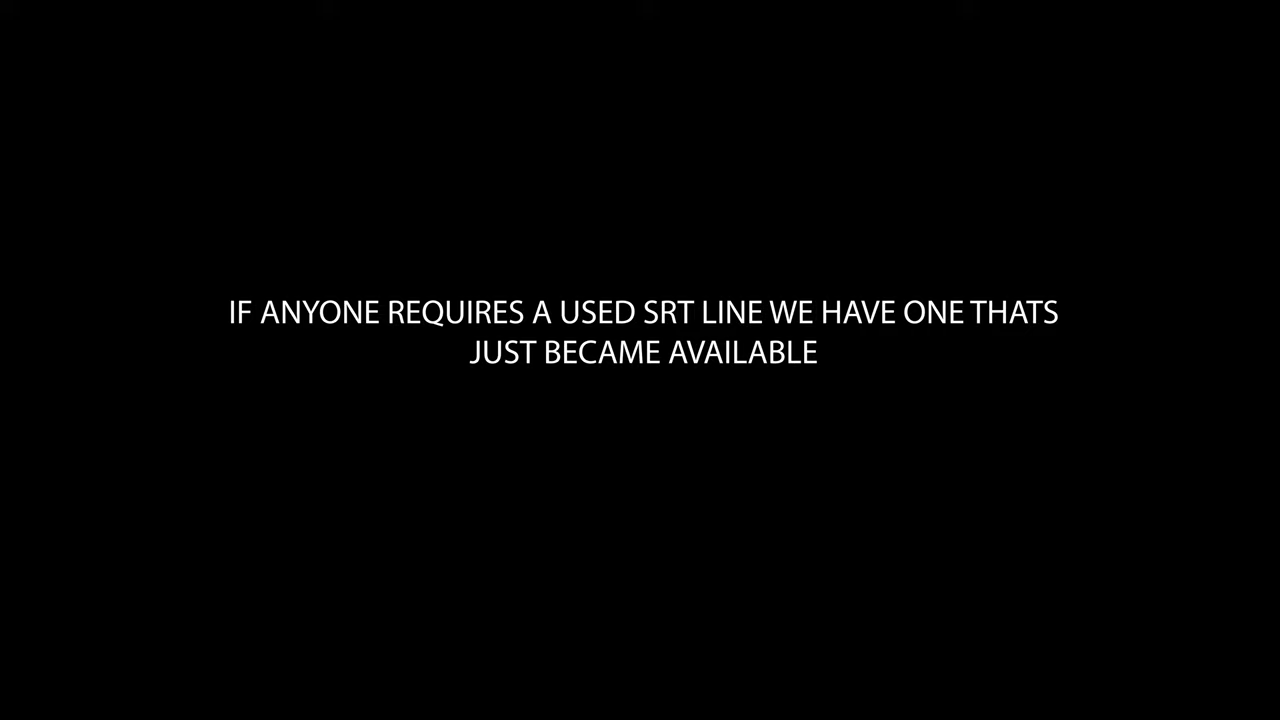 IF ANYONE REQUIRES A USED SRT LINE WE HAVE ONE THATS
JUST BECAME AVAILABLE